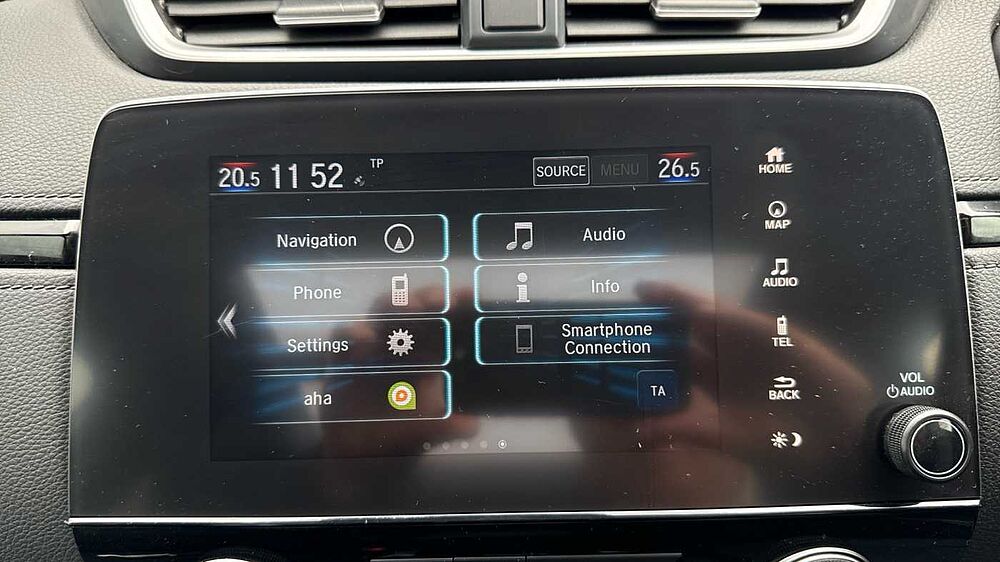 20.5 11 52 TP SOURCE MENU 26.5
Navigation
Audio
Phone
Info
Settings
Smartphone
Connection
aha
TA
HOME
MAP
AUDIO
TEL
BACK
VOL
AUDIO